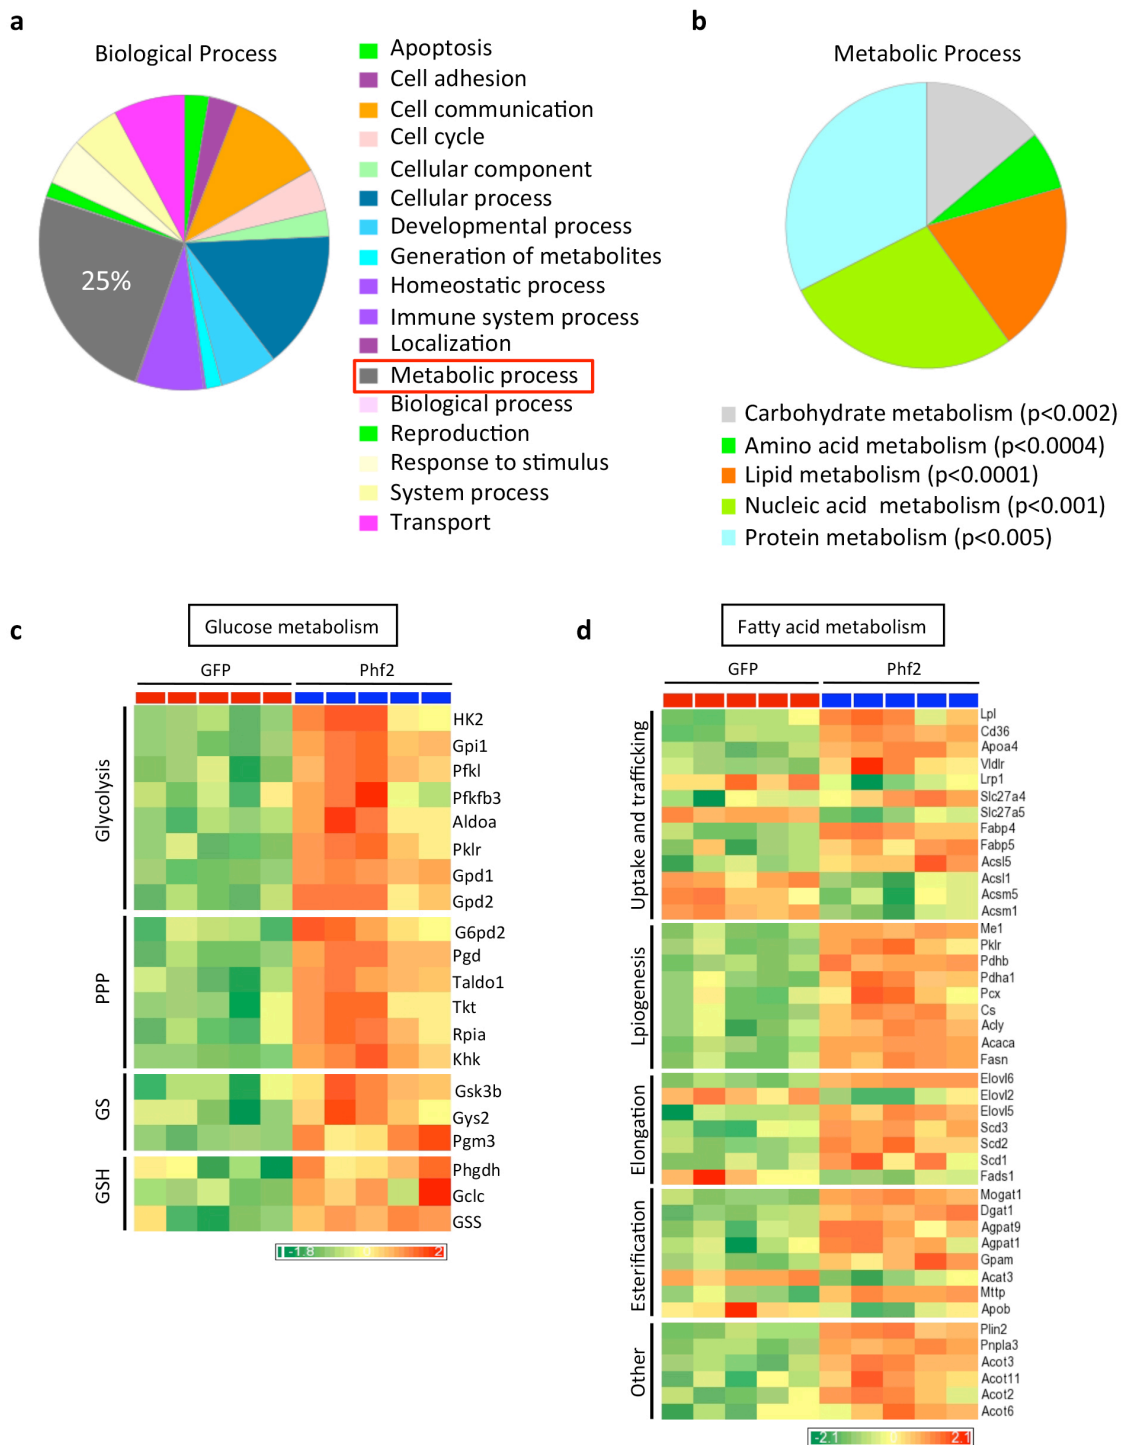 a
Biological Process
Apoptosis
Cell adhesion
Cell communication
Cell cycle
Cellular component
Cellular process
Developmental process
Generation of metabolites
Homeostatic process
Immune system process
Localization
Metabolic process
Biological process
Reproduction
Response to stimulus
System process
Transport
25%
b
Metabolic Process
Carbohydrate metabolism (p<0.002)
Amino acid metabolism (p<0.0004)
Lipid metabolism (p<0.0001)
Nucleic acid  metabolism (p<0.001)
Protein metabolism (p<0.005)
c
Glucose metabolism
GFP
Phf2
Glycolysis
HK2
Gpi1
Pfkl
Pfkfb3
Aldoa
Pklr
Gpd1
Gpd2
PPP
G6pd2
Pgd
Taldo1
Tkt
Rpia
Khk
GS
Gsk3b
Gys2
Pgm3
GSH
Phgdh
Gclc
GSS
-1.8 0 2
d
Fatty acid metabolism
GFP
Phf2
Uptake and trafficking
Lpl
Cd36
Apoa4
Vldlr
Lrp1
Slc27a4
Slc27a5
Fabp4
Fabp5
Acsl5
Acsl1
Acsm5
Acsm1
Lpiogenesis
Me1
Pklr
Pdhb
Pdha1
Pcx
Cs
Acly
Acaca
Fasn
Elongation
Elovl6
Elovl2
Elovl5
Scd3
Scd2
Scd1
Fads1
Esterification
Mogat1
Dgat1
Agpat9
Agpat1
Gpam
Acat3
Mttp
Apob
Other
Plin2
Pnpla3
Acot3
Acot11
Acot2
Acot6
-2.1 0 2.1